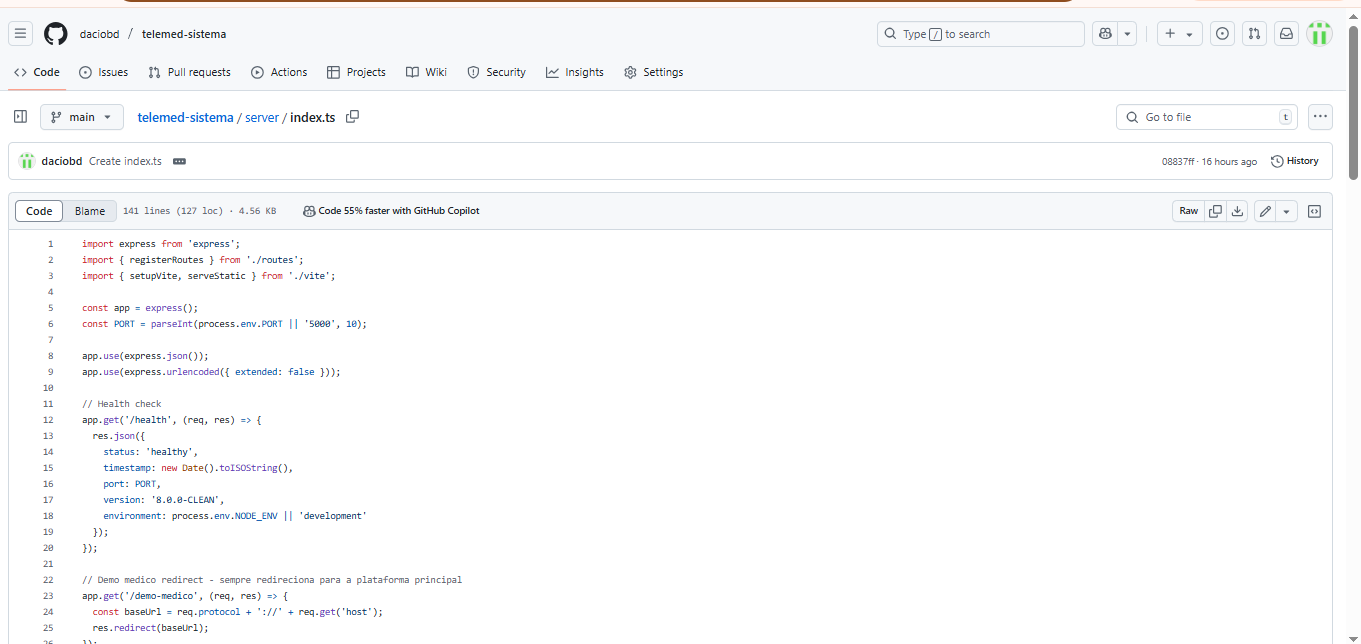 daciobd / telemed-sistema
Type / to search
Code Issues Pull requests Actions Projects Wiki Security Insights Settings
main telemed-sistema / server / index.ts
Go to file t
daciobd Create index.ts
08837ff · 16 hours ago History
Code Blame 141 lines (127 loc) · 4.56 KB Code 55% faster with GitHub Copilot Raw
1 import express from 'express';
2 import { registerRoutes } from './routes';
3 import { setupVite, serveStatic } from './vite';
4
5 const app = express();
6 const PORT = parseInt(process.env.PORT || '5000', 10);
7
8 app.use(express.json());
9 app.use(express.urlencoded({ extended: false }));
10
11 // Health check
12 app.get('/health', (req, res) => {
13 res.json({
14 status: 'healthy',
15 timestamp: new Date().toISOString(),
16 port: PORT,
17 version: '8.0.0-CLEAN',
18 environment: process.env.NODE_ENV || 'development'
19 });
20 });
21
22 // Demo medico redirect - sempre redireciona para a plataforma principal
23 app.get('/demo-medico', (req, res) => {
24 const baseUrl = req.protocol + '://' + req.get('host');
25 res.redirect(baseUrl);
26 });